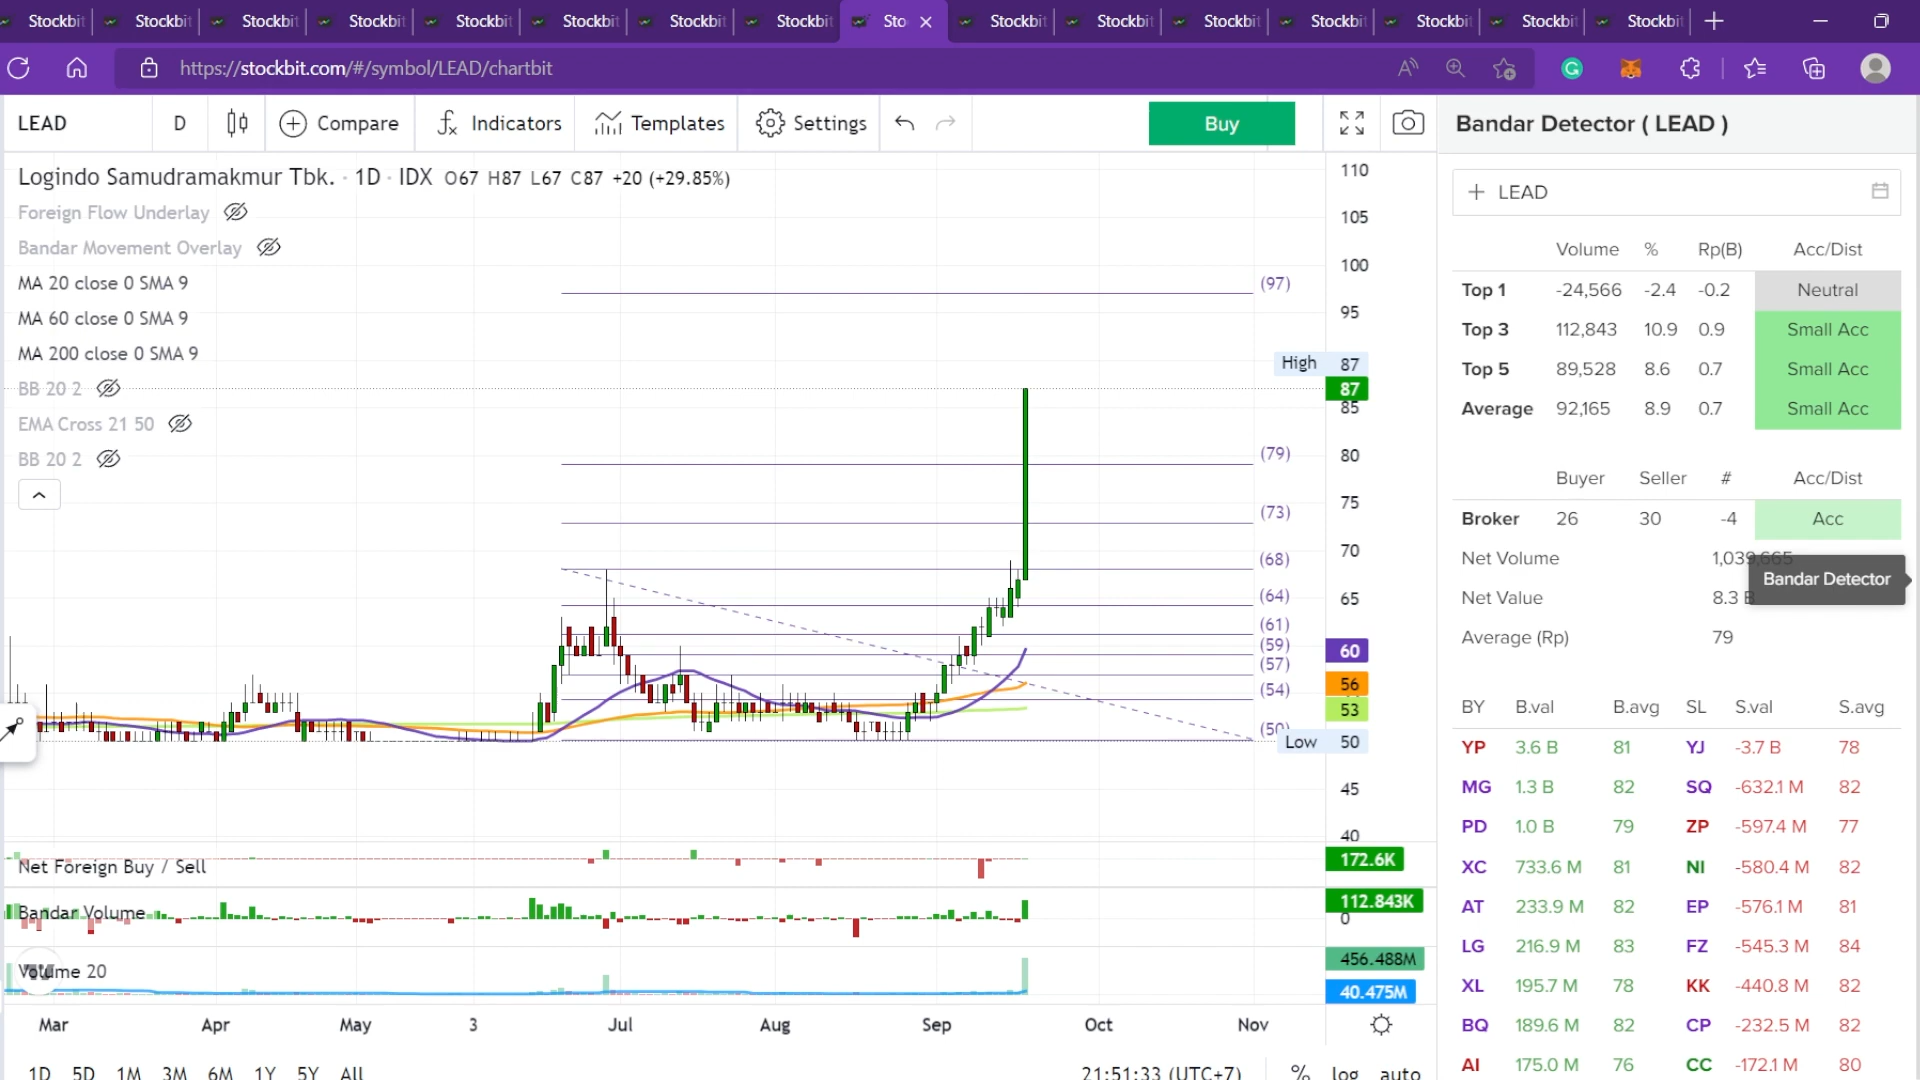 Stockbit Stockbit Stockbit Stockbit Stockbit Stockbit Stockbit Stockbit Sto Stockbit Stockbit Stockbit Stockbit Stockbit Stockbit Stockbit
https://stockbit.com/#/symbol/LEAD/chartbit
LEAD D Compare Indicators Templates Settings Buy
Bandar Detector ( LEAD )
Logindo Samudramakmur Tbk. · 1D · IDX O67 H87 L67 C87 +20 (+29.85%)
Foreign Flow Underlay
Bandar Movement Overlay
MA 20 close 0 SMA 9
MA 60 close 0 SMA 9
MA 200 close 0 SMA 9
BB 20 2
EMA Cross 21 50
BB 20 2
(97)
(79)
(73)
(68)
(64)
(61)
(59)
(57)
(54)
(50)
110
105
100
95
High 87
87
85
80
75
70
65
60
56
53
Low 50
45
40
Net Foreign Buy / Sell 172.6K
Bandar Volume 112.843K
0
Volume 20 456.488M
40.475M
Mar Apr May 3 Jul Aug Sep Oct Nov
1D 5D 1M 3M 6M 1Y 5Y All 21:51:33 (UTC+7) % log auto
LEAD
Volume % Rp(B) Acc/Dist
Top 1 -24,566 -2.4 -0.2 Neutral
Top 3 112,843 10.9 0.9 Small Acc
Top 5 89,528 8.6 0.7 Small Acc
Average 92,165 8.9 0.7 Small Acc
Buyer Seller # Acc/Dist
Broker 26 30 -4 Acc
Net Volume 1,039,665
Bandar Detector
Net Value 8.3 B
Average (Rp) 79
BY B.val B.avg SL S.val S.avg
YP 3.6 B 81 YJ -3.7 B 78
MG 1.3 B 82 SQ -632.1 M 82
PD 1.0 B 79 ZP -597.4 M 77
XC 733.6 M 81 NI -580.4 M 82
AT 233.9 M 82 EP -576.1 M 81
LG 216.9 M 83 FZ -545.3 M 84
XL 195.7 M 78 KK -440.8 M 82
BQ 189.6 M 82 CP -232.5 M 82
AI 175.0 M 76 CC -172.1 M 80